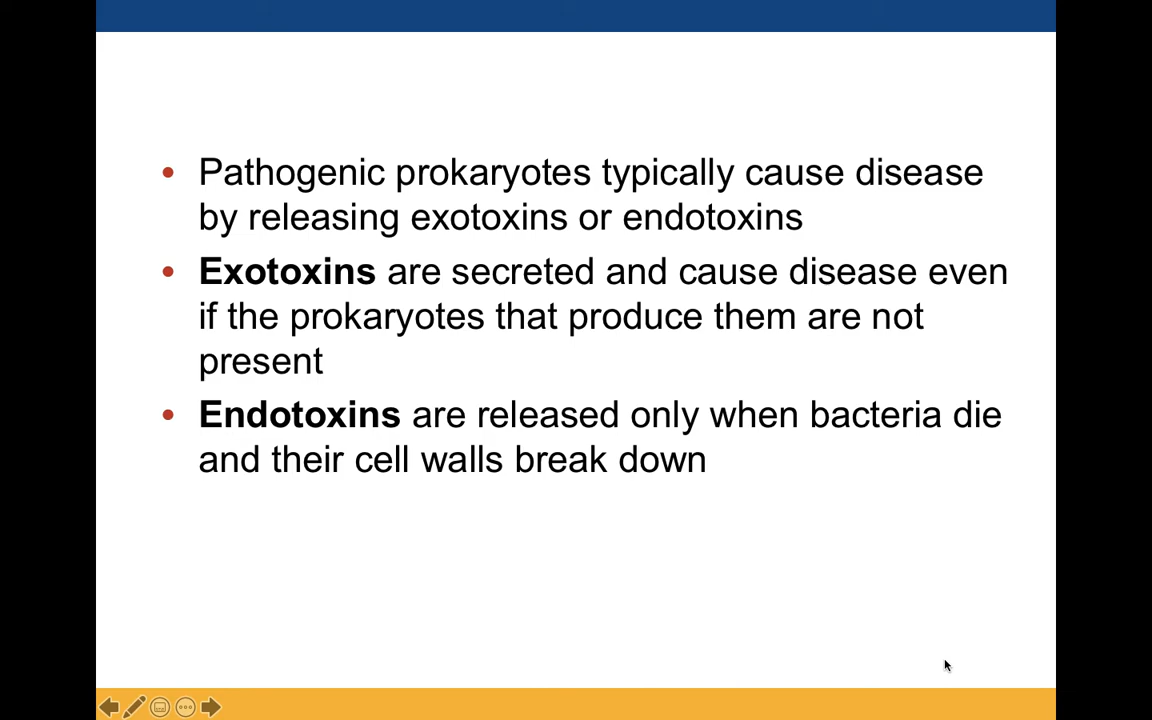 • Pathogenic prokaryotes typically cause disease
by releasing exotoxins or endotoxins
• Exotoxins are secreted and cause disease even
if the prokaryotes that produce them are not
present
• Endotoxins are released only when bacteria die
and their cell walls break down